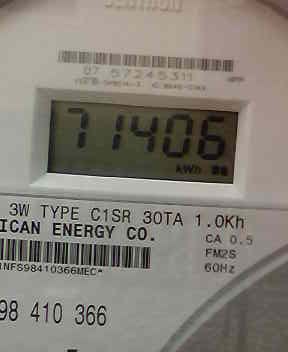 07 57245311
71406
kWh
3W TYPE C1SR 30TA 1.0Kh
ICAN ENERGY CO.
CA 0.5
FM2S
60Hz
1NFS98410366MEC*
98 410 366